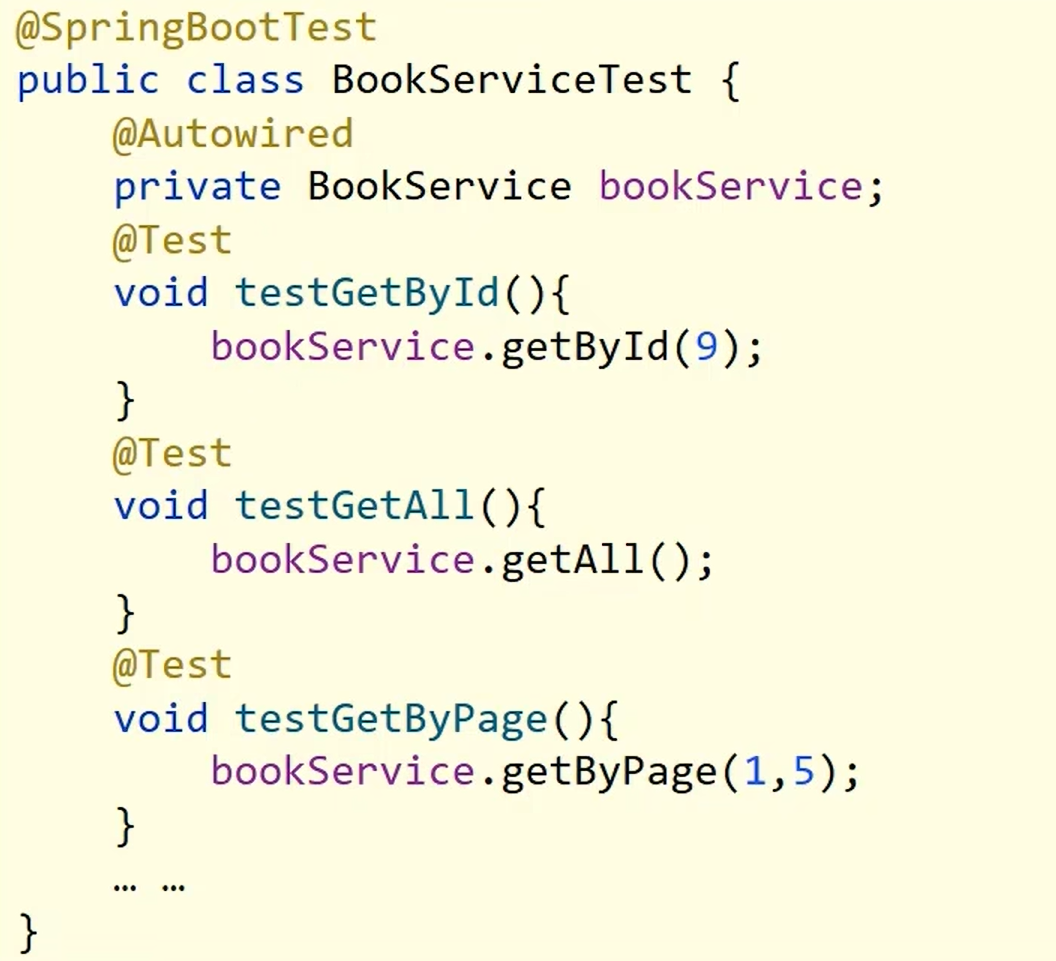 @SpringBootTest
public class BookServiceTest {
    @Autowired
    private BookService bookService;
    @Test
    void testGetById(){
        bookService.getById(9);
    }
    @Test
    void testGetAll(){
        bookService.getAll();
    }
    @Test
    void testGetByPage(){
        bookService.getByPage(1,5);
    }
    … …
}